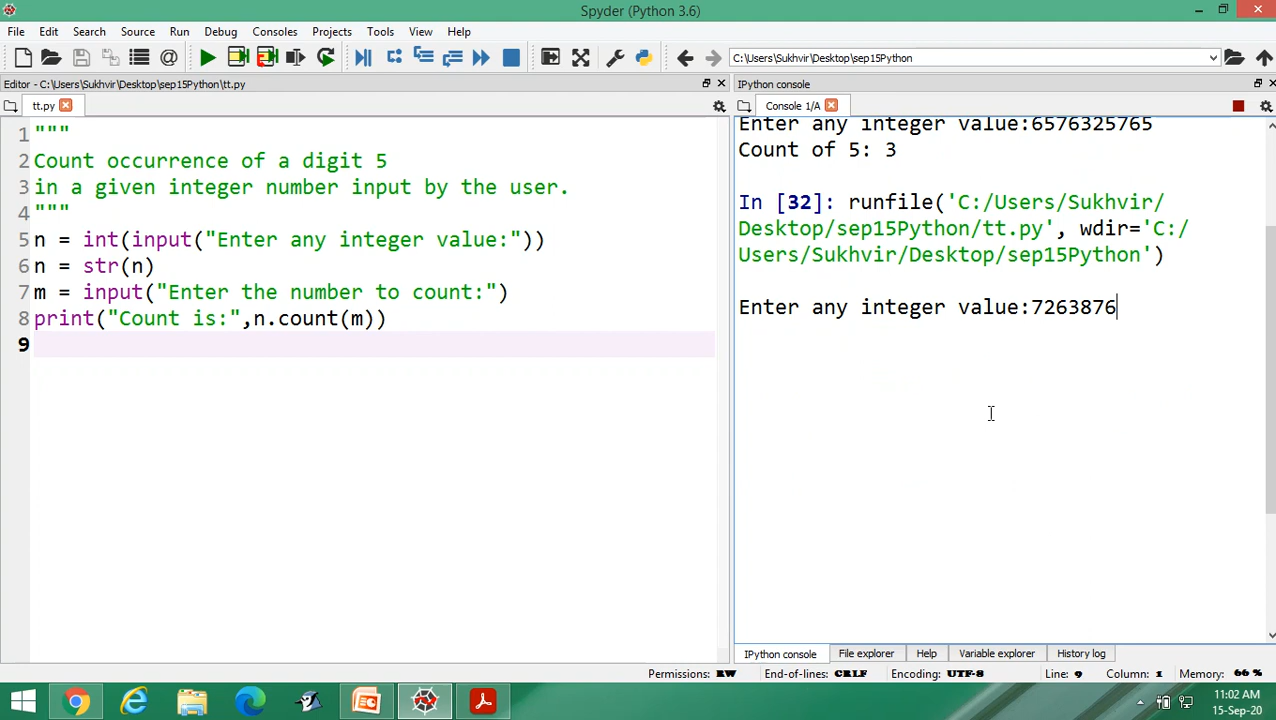 Spyder (Python 3.6)
File Edit Search Source Run Debug Consoles Projects Tools View Help
C:\Users\Sukhvir\Desktop\sep15Python
Editor - C:\Users\Sukhvir\Desktop\sep15Python\tt.py
IPython console
tt.py
Console 1/A
1 """
2 Count occurrence of a digit 5
3 in a given integer number input by the user.
4 """
5 n = int(input("Enter any integer value:"))
6 n = str(n)
7 m = input("Enter the number to count:")
8 print("Count is:",n.count(m))
9
Enter any integer value:6576325765
Count of 5: 3
In [32]: runfile('C:/Users/Sukhvir/
Desktop/sep15Python/tt.py', wdir='C:/
Users/Sukhvir/Desktop/sep15Python')
Enter any integer value:7263876
IPython console File explorer Help Variable explorer History log
Permissions: RW End-of-lines: CRLF Encoding: UTF-8 Line: 9 Column: 1 Memory: 66 %
11:02 AM
15-Sep-20